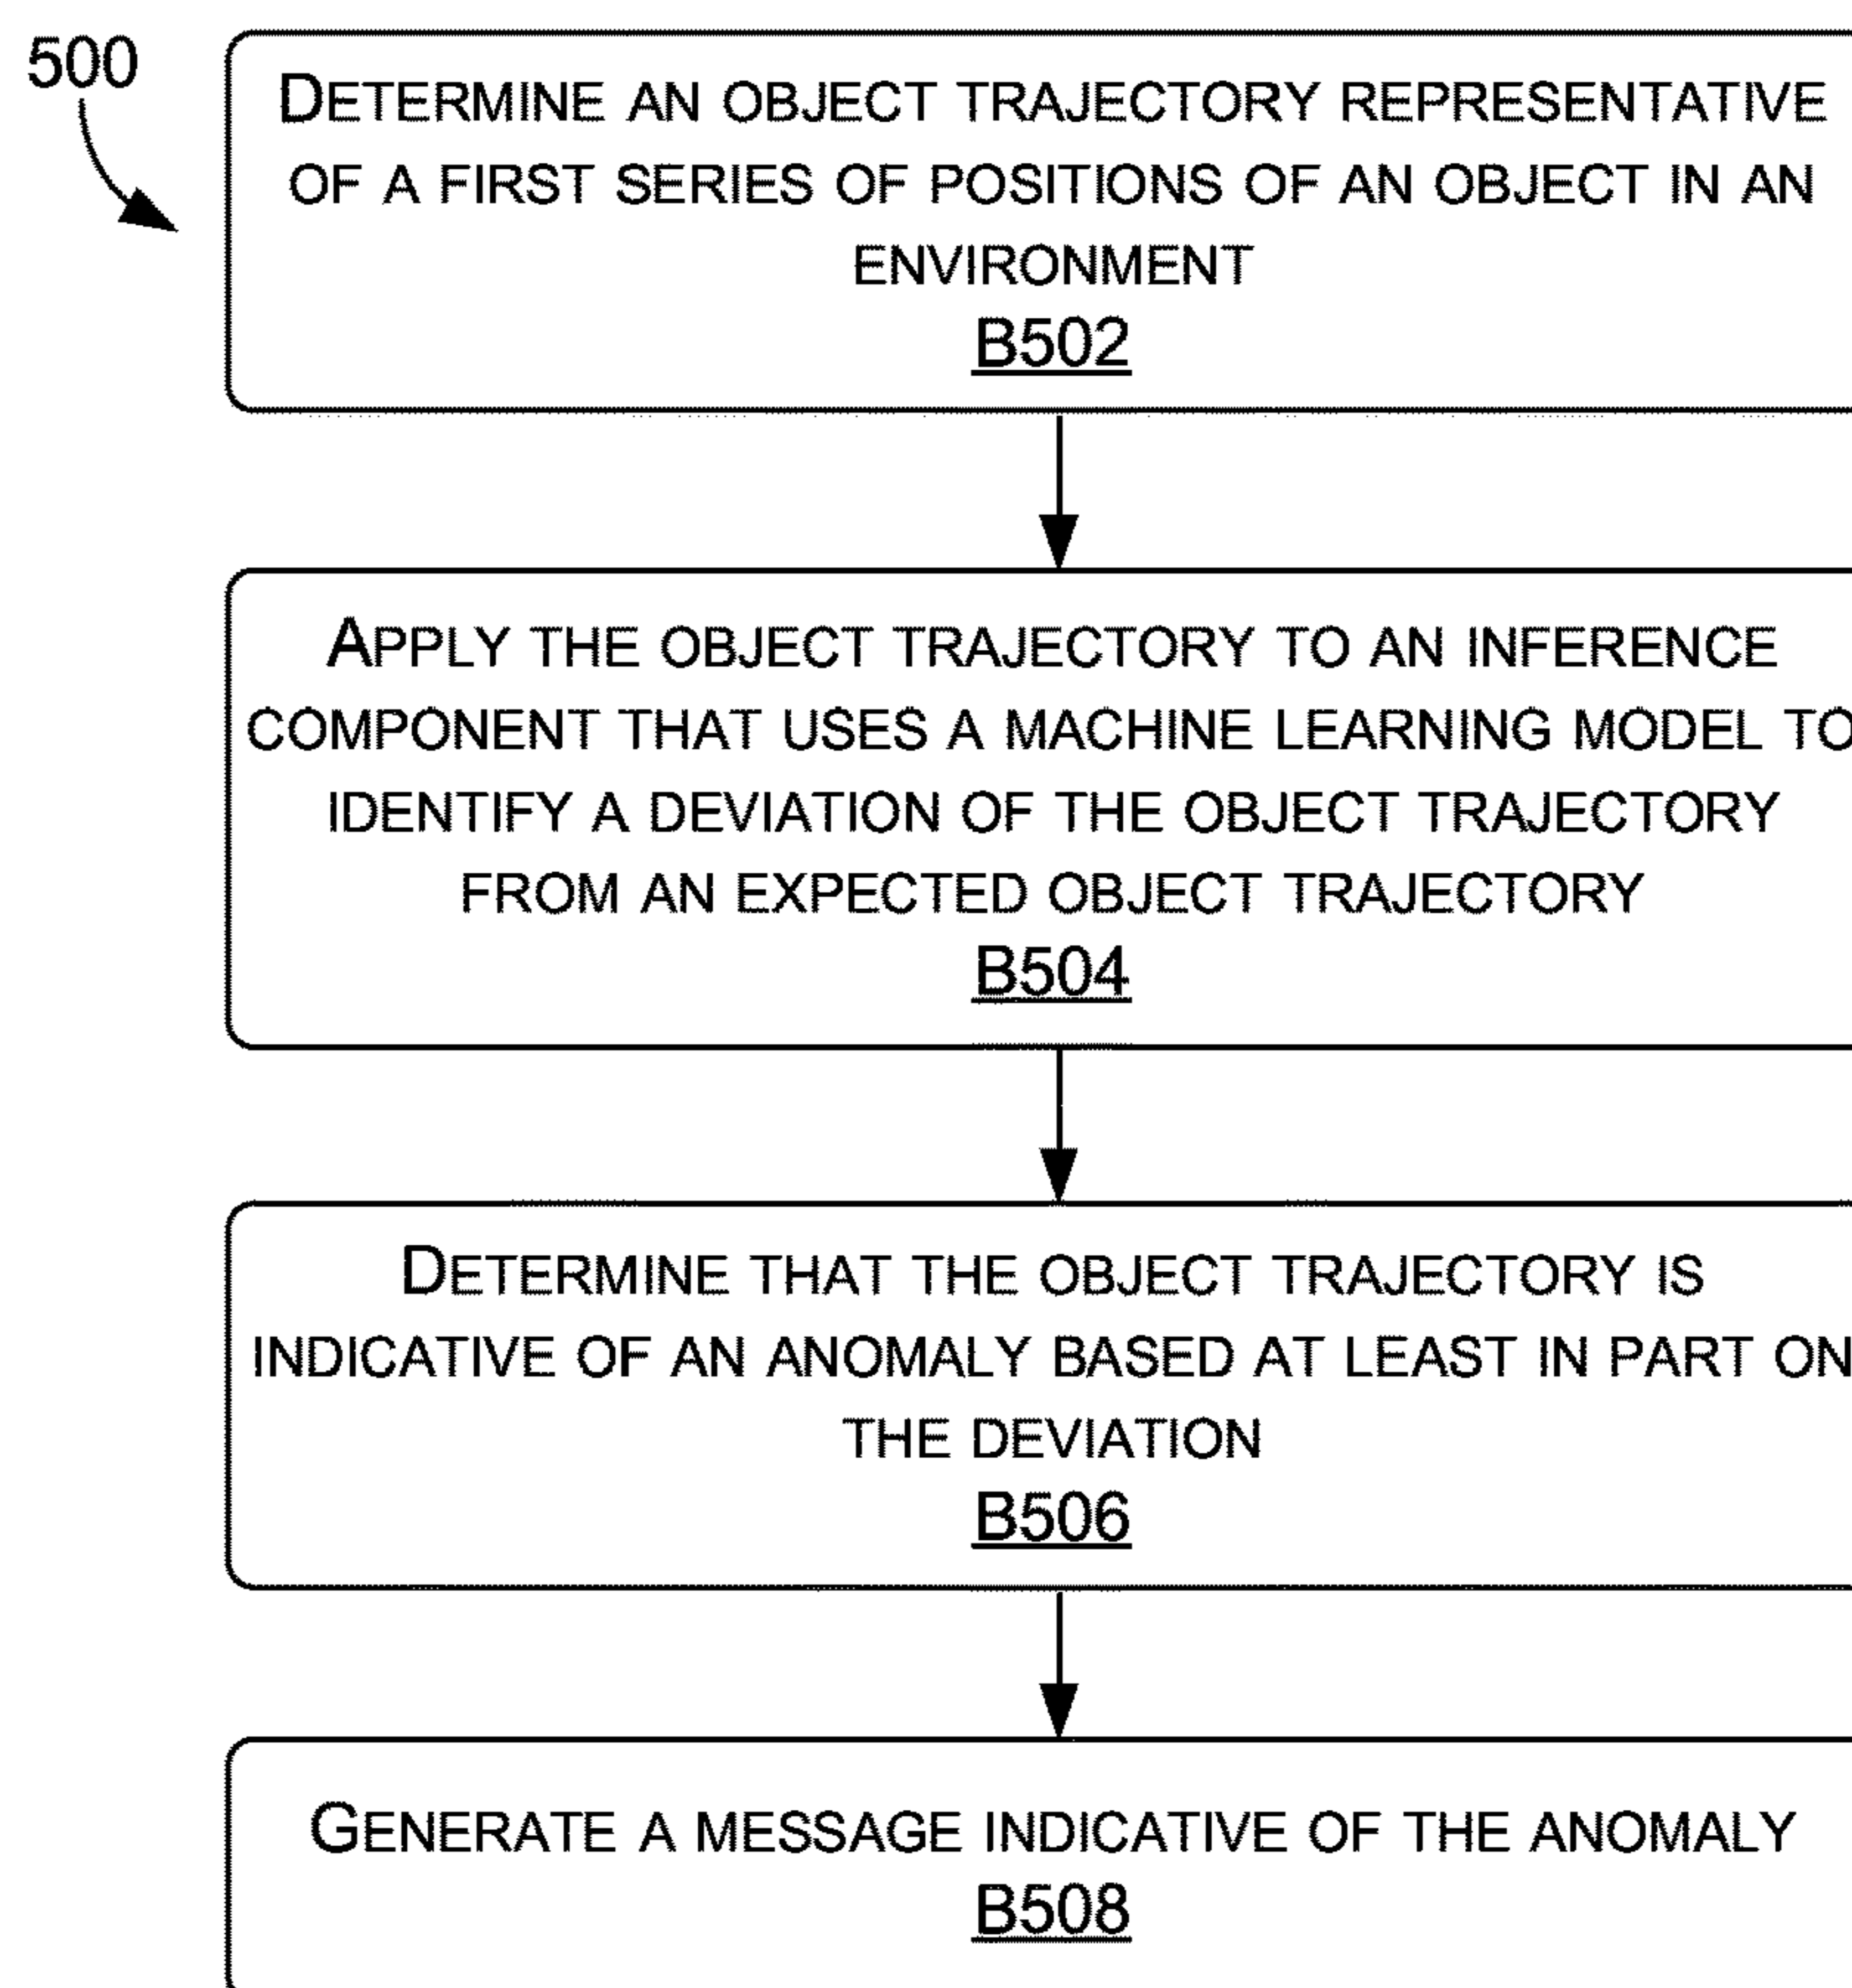 500
DETERMINE AN OBJECT TRAJECTORY REPRESENTATIVE
OF A FIRST SERIES OF POSITIONS OF AN OBJECT IN AN
ENVIRONMENT
B502
APPLY THE OBJECT TRAJECTORY TO AN INFERENCE
COMPONENT THAT USES A MACHINE LEARNING MODEL TO
IDENTIFY A DEVIATION OF THE OBJECT TRAJECTORY
FROM AN EXPECTED OBJECT TRAJECTORY
B504
DETERMINE THAT THE OBJECT TRAJECTORY IS
INDICATIVE OF AN ANOMALY BASED AT LEAST IN PART ON
THE DEVIATION
B506
GENERATE A MESSAGE INDICATIVE OF THE ANOMALY
B508